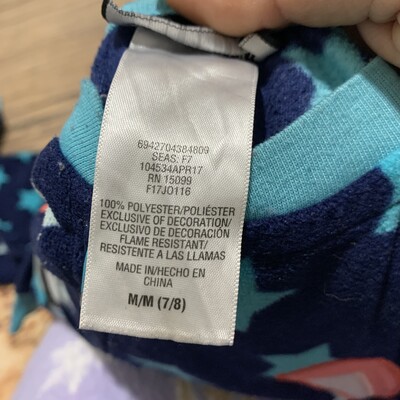 6942704384809
SEAS: F7
104534APR17
RN 15099
F17JO116
100% POLYESTER/POLIÉSTER
EXCLUSIVE OF DECORATION/
EXCLUSIVO DE DECORACIÓN
FLAME RESISTANT/
RESISTENTE A LAS LLAMAS
MADE IN/HECHO EN
CHINA
M/M (7/8)